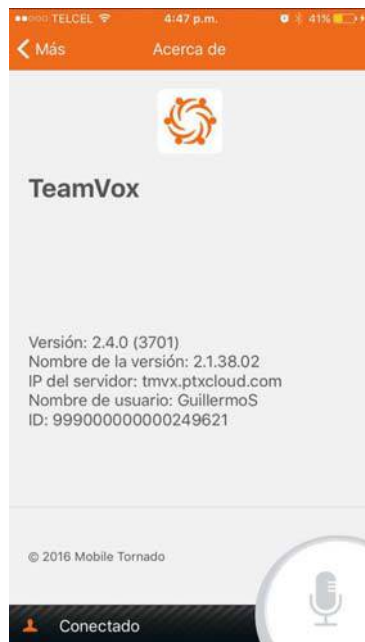 TELCEL 4:47 p.m. 41%
Más Acerca de
TeamVox
Versión: 2.4.0 (3701)
Nombre de la versión: 2.1.38.02
IP del servidor: tmvx.ptxcloud.com
Nombre de usuario: GuillermoS
ID: 999000000000249621
© 2016 Mobile Tornado
Conectado